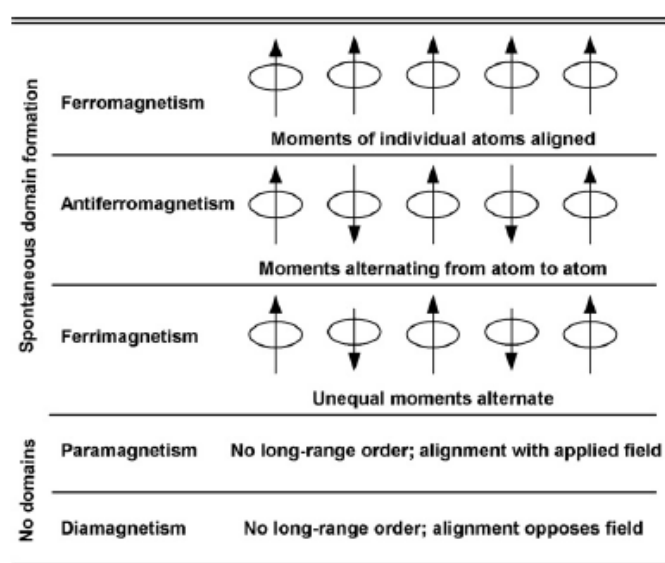 Spontaneous domain formation
Ferromagnetism
Moments of individual atoms aligned
Antiferromagnetism
Moments alternating from atom to atom
Ferrimagnetism
Unequal moments alternate
No domains
Paramagnetism No long-range order; alignment with applied field
Diamagnetism No long-range order; alignment opposes field